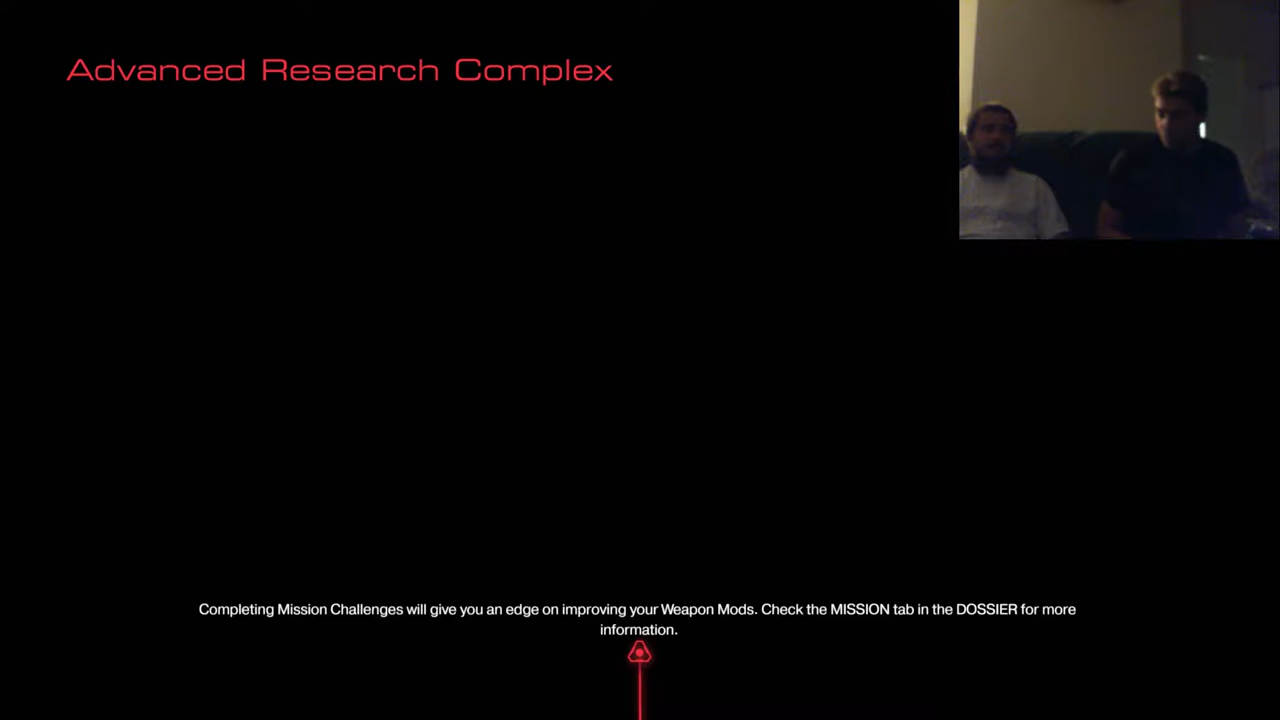 Advanced Research Complex
Completing Mission Challenges will give you an edge on improving your Weapon Mods. Check the MISSION tab in the DOSSIER for more
information.